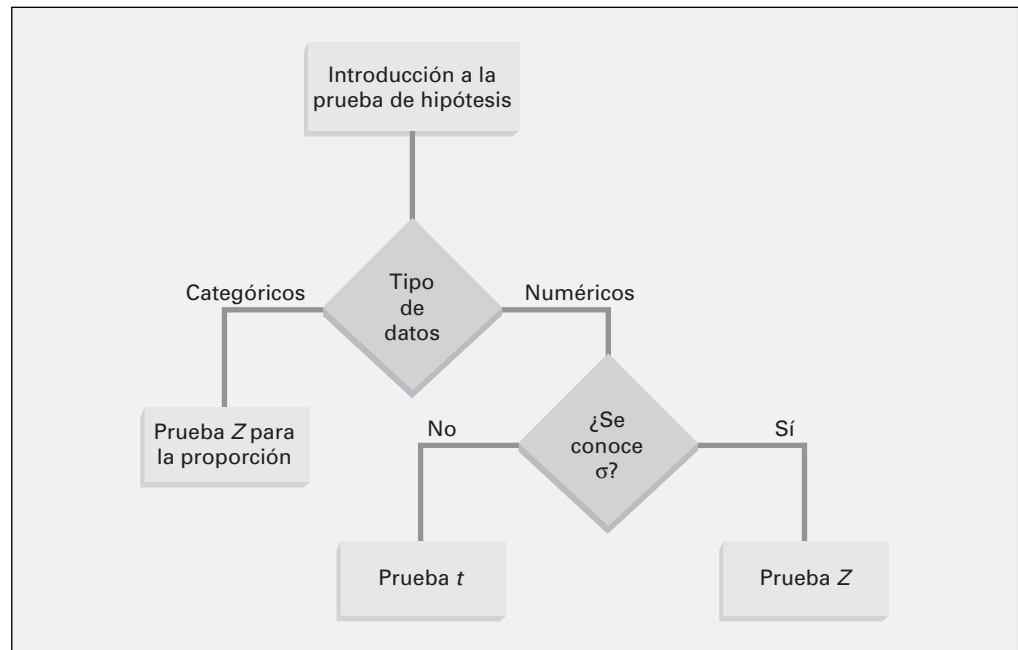 Introducción a la
prueba de hipótesis
Tipo
de
datos
Categóricos
Numéricos
Prueba Z para
la proporción
¿Se
conoce
σ?
No
Sí
Prueba t
Prueba Z